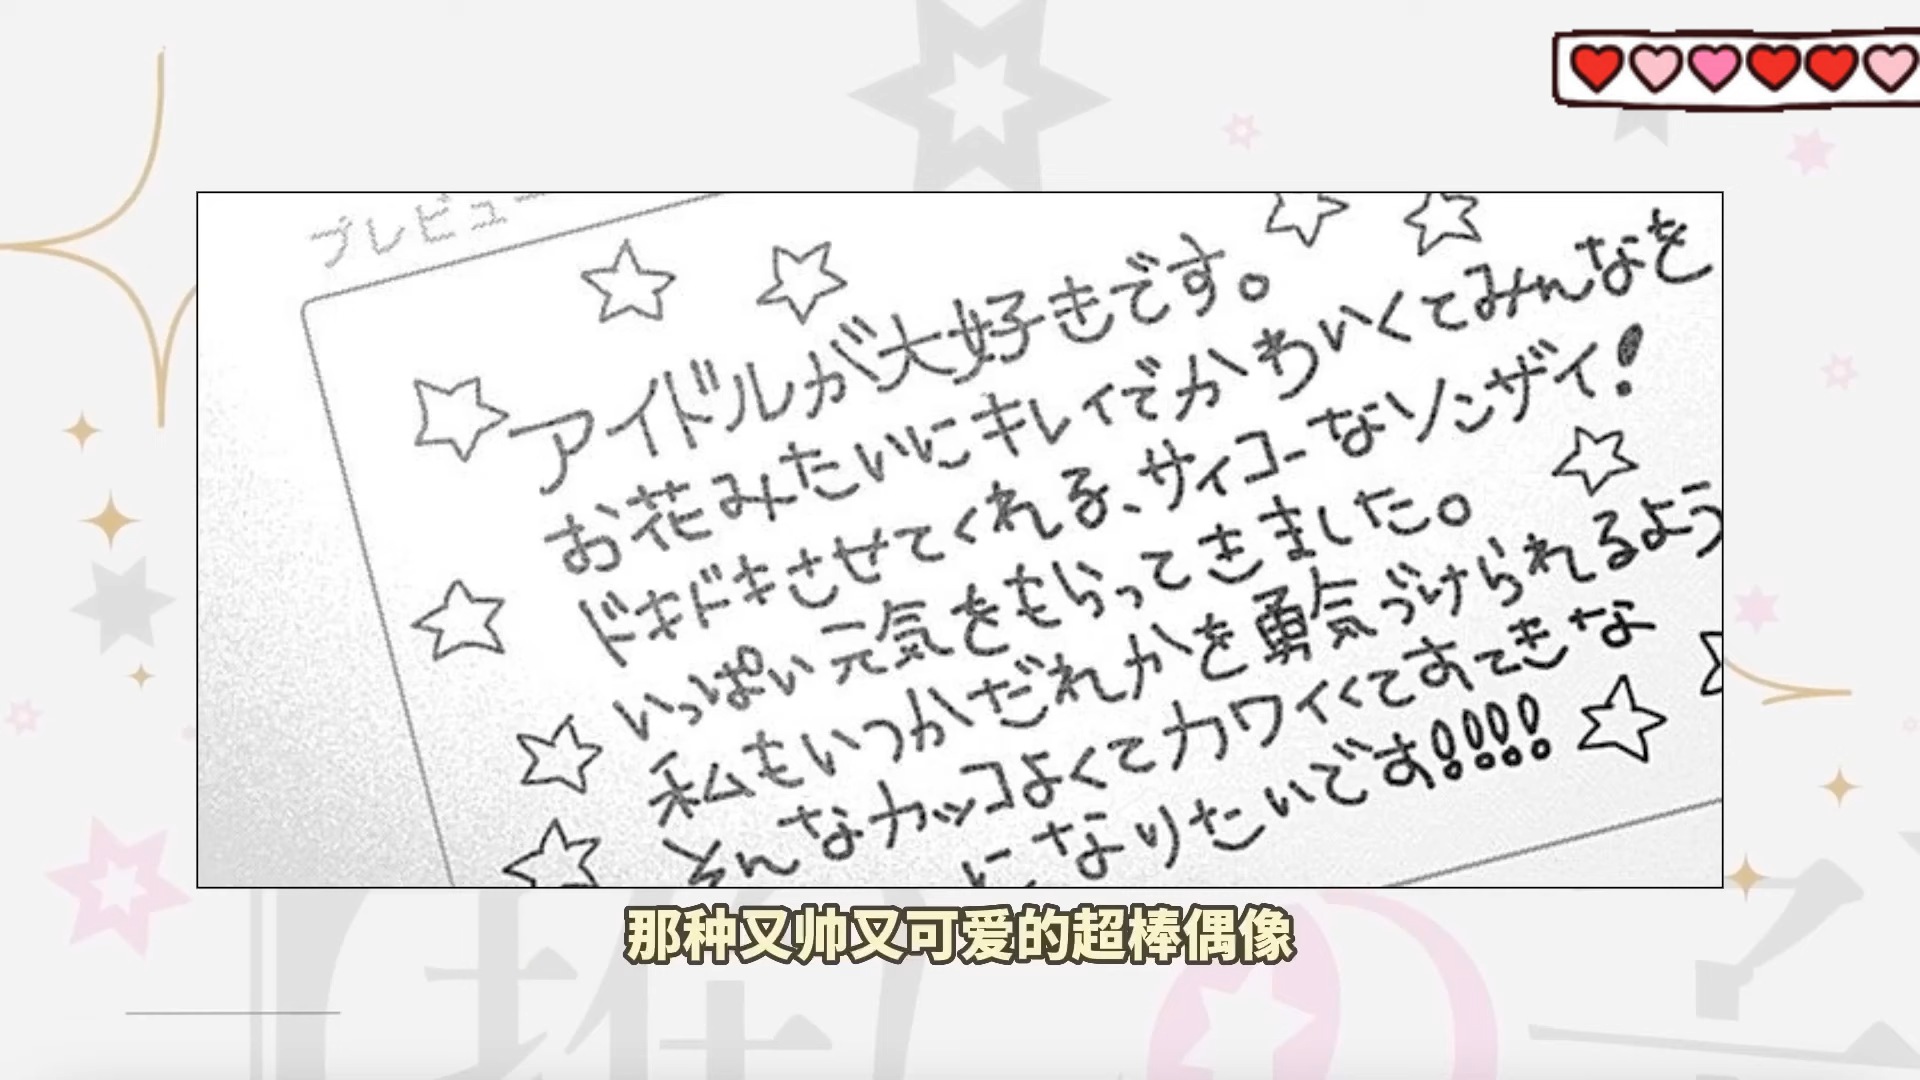 プレビュー
アイドルが大好きです。
お花みたいにキレイでかわいくてみんなを
ドキドキさせてくれる、サイコーなソンザイ!
いっぱい元気をもらってきました。
私もいつかだれかを勇気づけられるよう
そんなカッコよくてカワイくてすてきな
になりたいです!!!!
那种又帅又可爱的超棒偶像
推 の 子